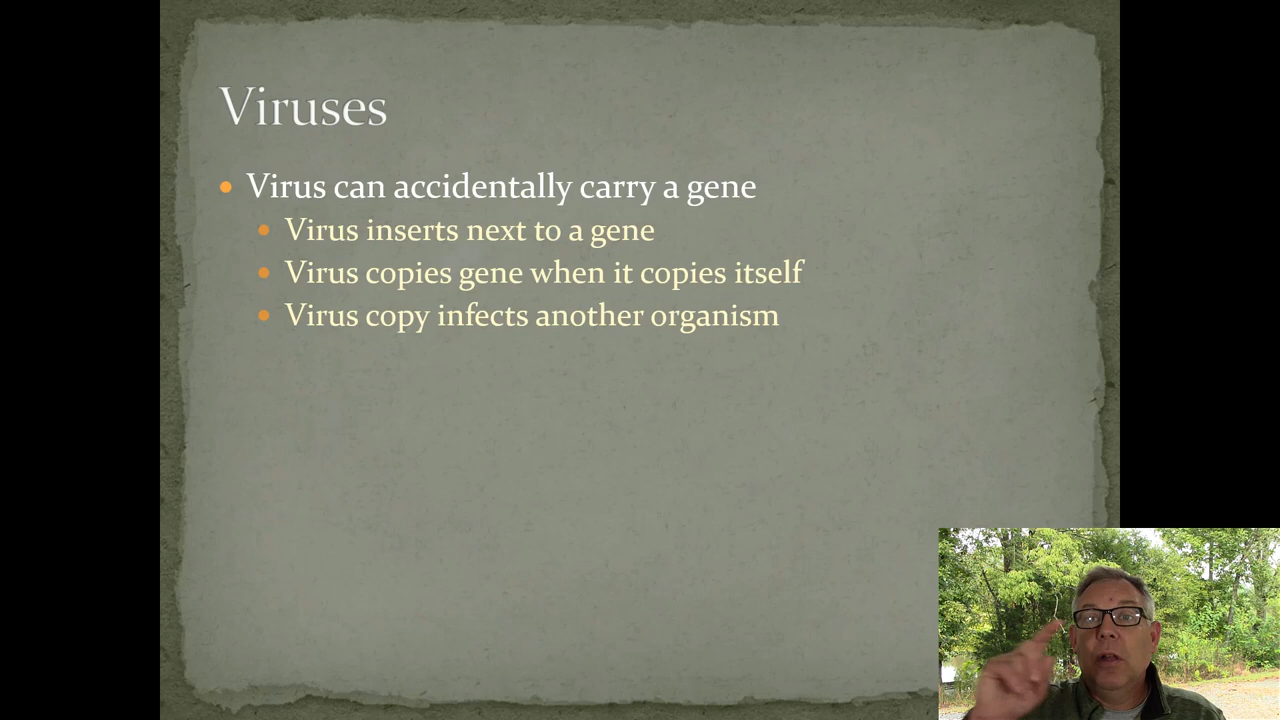 Viruses
Virus can accidentally carry a gene
Virus inserts next to a gene
Virus copies gene when it copies itself
Virus copy infects another organism